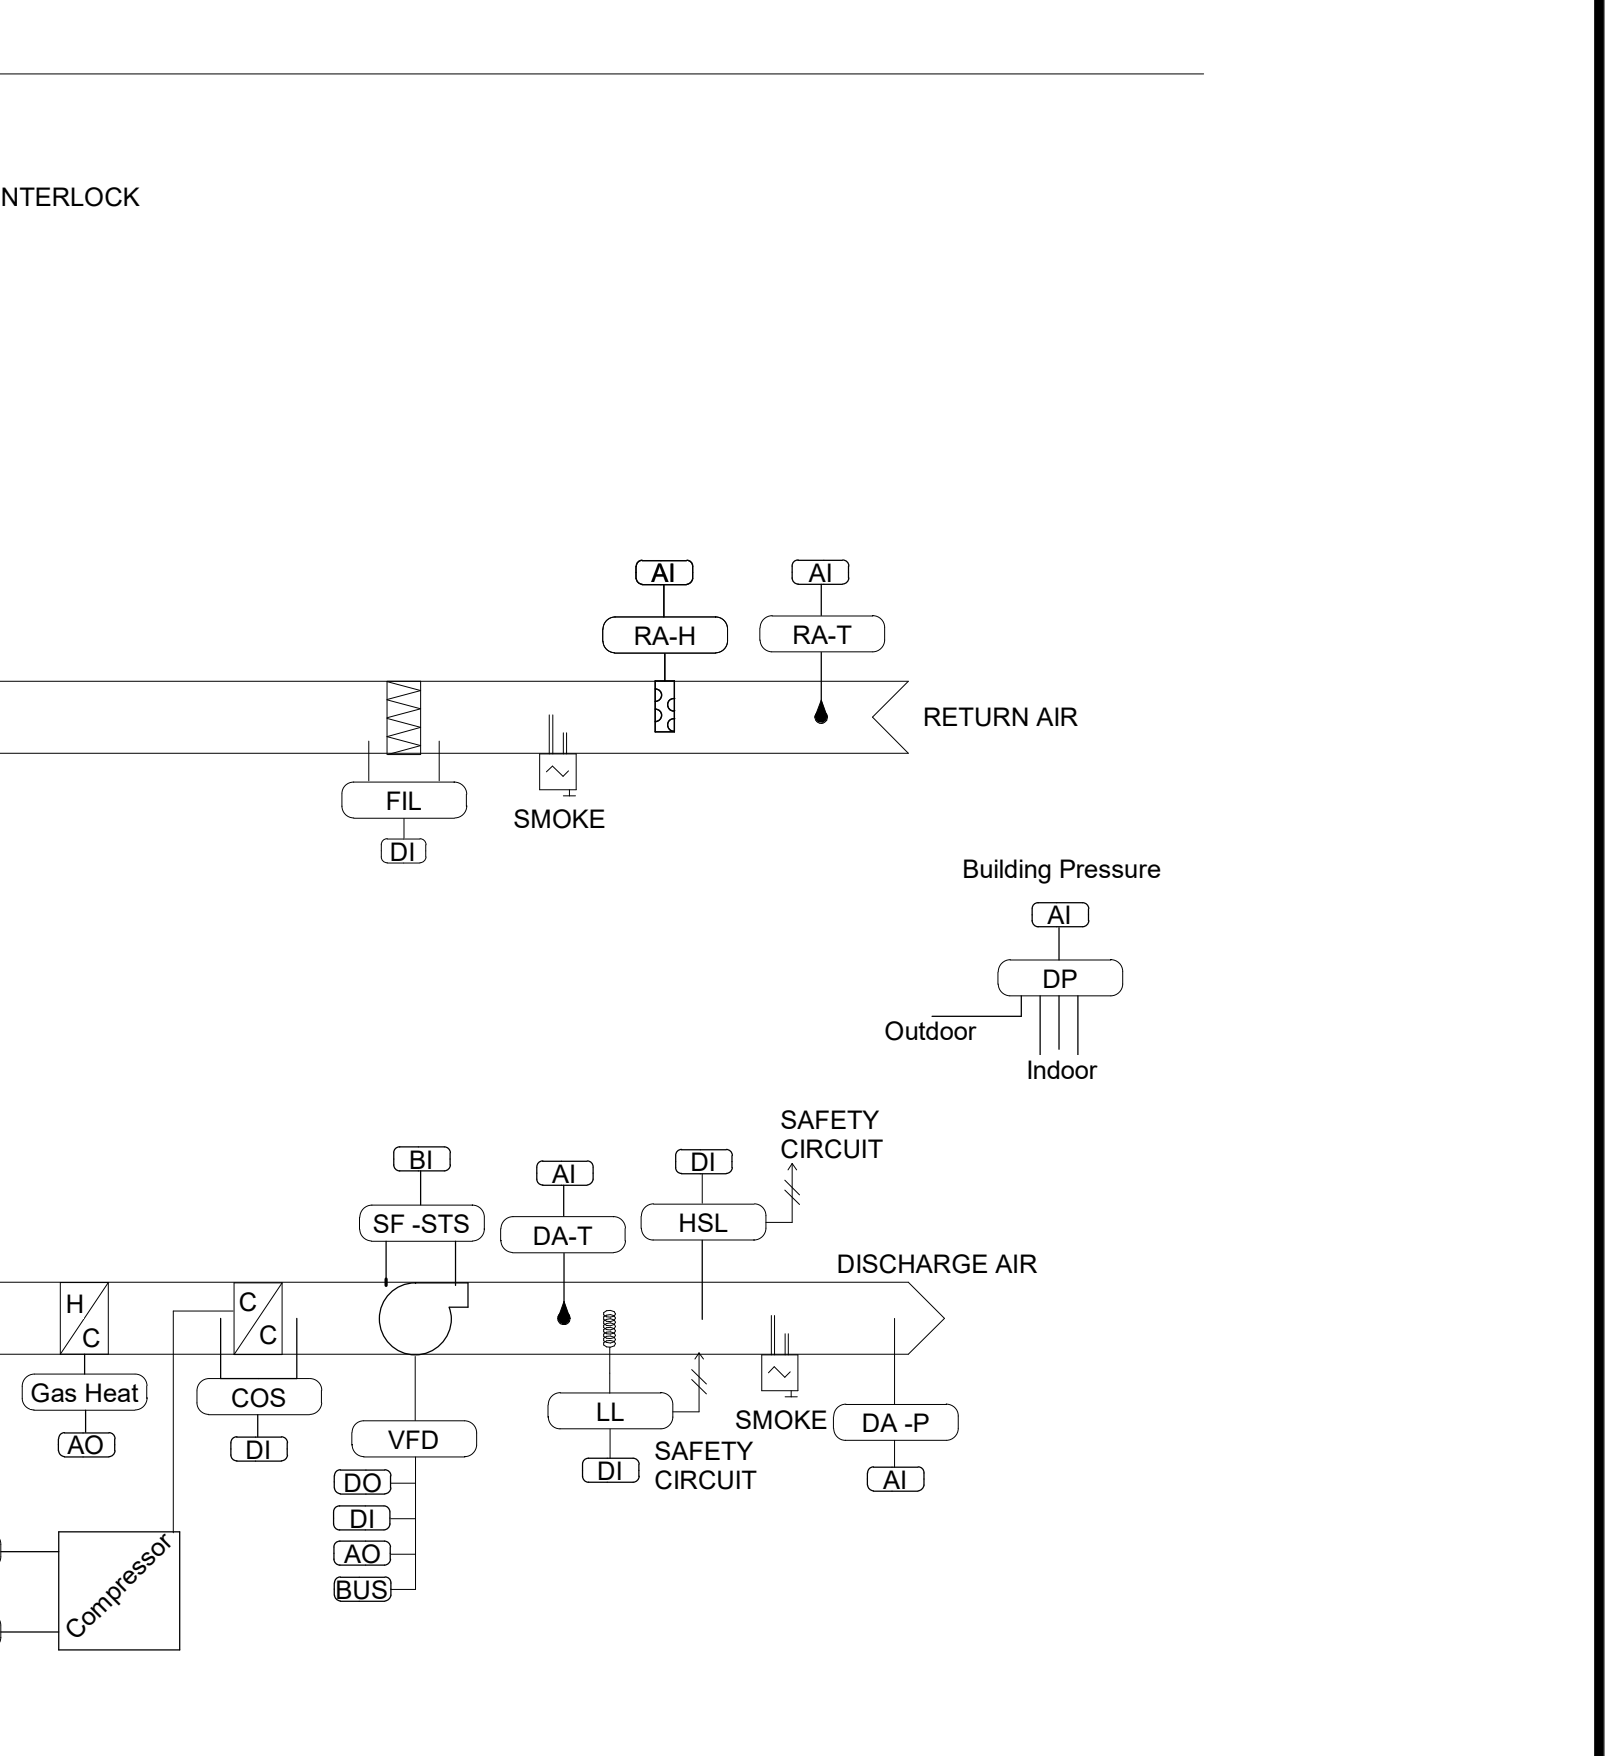 NTERLOCK
AI
AI
RA-H
RA-T
RETURN AIR
FIL
SMOKE
DI
Building Pressure
AI
DP
Outdoor
Indoor
SAFETY
CIRCUIT
BI
AI
DI
SF -STS
DA-T
HSL
DISCHARGE AIR
H
C
C
C
Gas Heat
COS
AO
DI
VFD
LL
SMOKE
DA -P
SAFETY
CIRCUIT
DI
AI
DO
DI
AO
BUS
Compressor